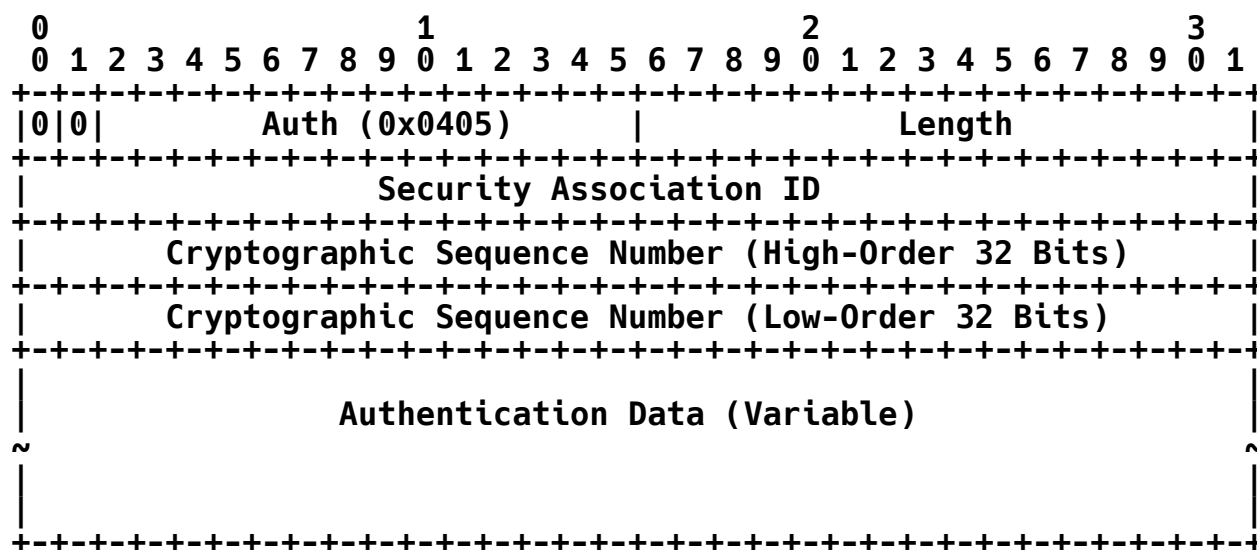 0                   1                   2                   3
 0 1 2 3 4 5 6 7 8 9 0 1 2 3 4 5 6 7 8 9 0 1 2 3 4 5 6 7 8 9 0 1
+-+-+-+-+-+-+-+-+-+-+-+-+-+-+-+-+-+-+-+-+-+-+-+-+-+-+-+-+-+-+-+-+
|0|0|        Auth (0x0405)      |             Length            |
+-+-+-+-+-+-+-+-+-+-+-+-+-+-+-+-+-+-+-+-+-+-+-+-+-+-+-+-+-+-+-+-+
|                  Security Association ID                      |
+-+-+-+-+-+-+-+-+-+-+-+-+-+-+-+-+-+-+-+-+-+-+-+-+-+-+-+-+-+-+-+-+
|       Cryptographic Sequence Number (High-Order 32 Bits)      |
+-+-+-+-+-+-+-+-+-+-+-+-+-+-+-+-+-+-+-+-+-+-+-+-+-+-+-+-+-+-+-+-+
|       Cryptographic Sequence Number (Low-Order 32 Bits)       |
+-+-+-+-+-+-+-+-+-+-+-+-+-+-+-+-+-+-+-+-+-+-+-+-+-+-+-+-+-+-+-+-+
|                                                               |
|                Authentication Data (Variable)                 |
~                                                               ~
|                                                               |
|                                                               |
+-+-+-+-+-+-+-+-+-+-+-+-+-+-+-+-+-+-+-+-+-+-+-+-+-+-+-+-+-+-+-+-+